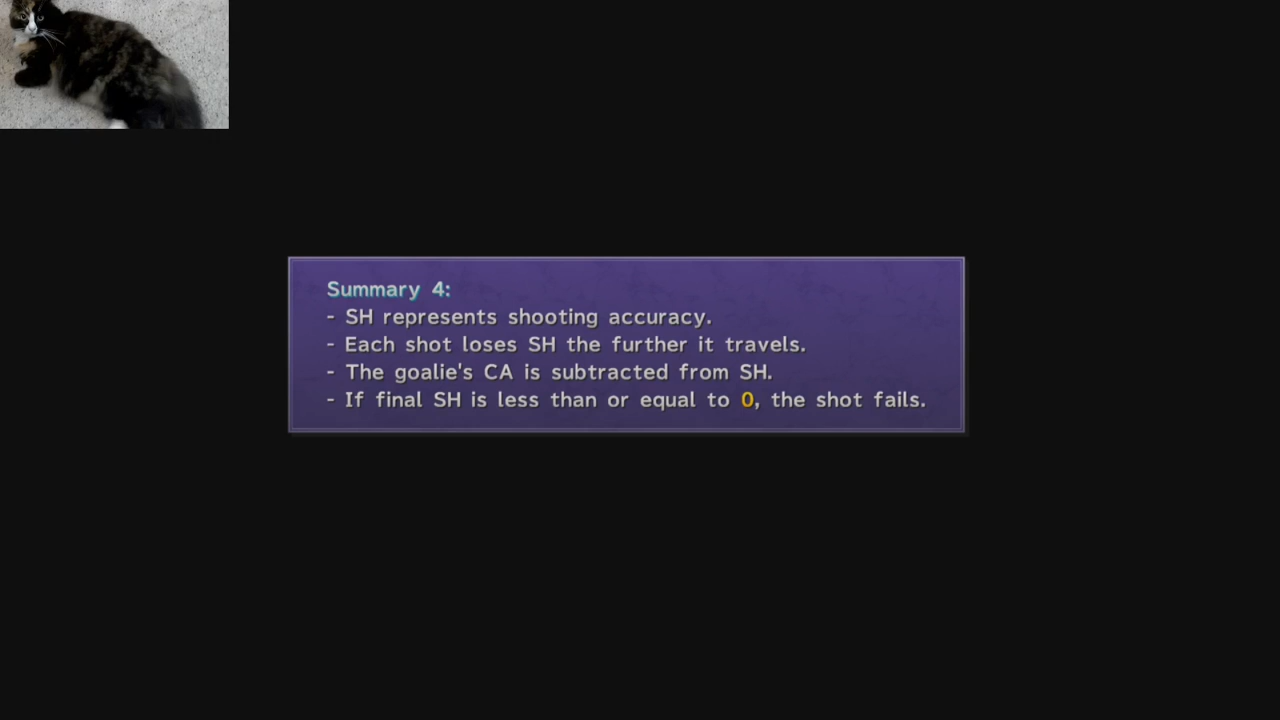 Summary 4:
- SH represents shooting accuracy.
- Each shot loses SH the further it travels.
- The goalie's CA is subtracted from SH.
- If final SH is less than or equal to 0, the shot fails.